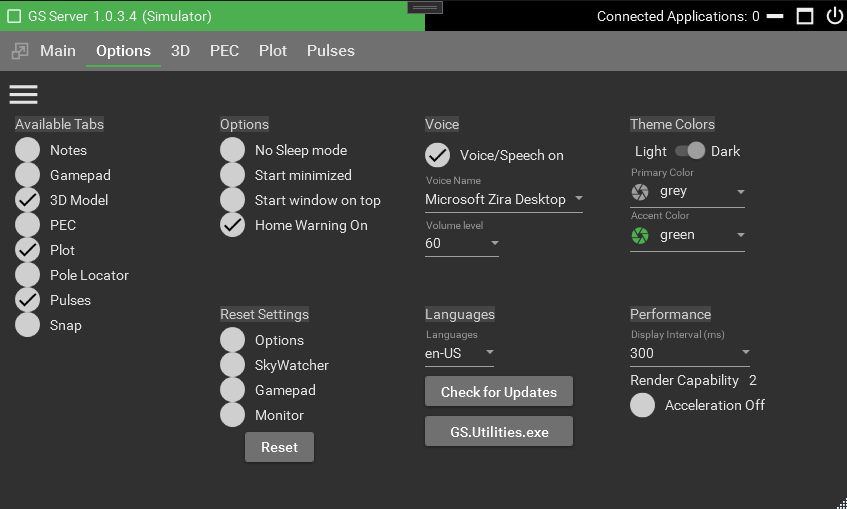 GS Server 1.0.3.4 (Simulator)
Connected Applications: 0
Main Options 3D PEC Plot Pulses
Available Tabs
Notes
Gamepad
3D Model
PEC
Plot
Pole Locator
Pulses
Snap
Options
No Sleep mode
Start minimized
Start window on top
Home Warning On
Voice
Voice/Speech on
Voice Name
Microsoft Zira Desktop
Volume level
60
Theme Colors
Light Dark
Primary Color
grey
Accent Color
green
Reset Settings
Options
SkyWatcher
Gamepad
Monitor
Reset
Languages
Languages
en-US
Check for Updates
GS.Utilities.exe
Performance
Display Interval (ms)
300
Render Capability 2
Acceleration Off